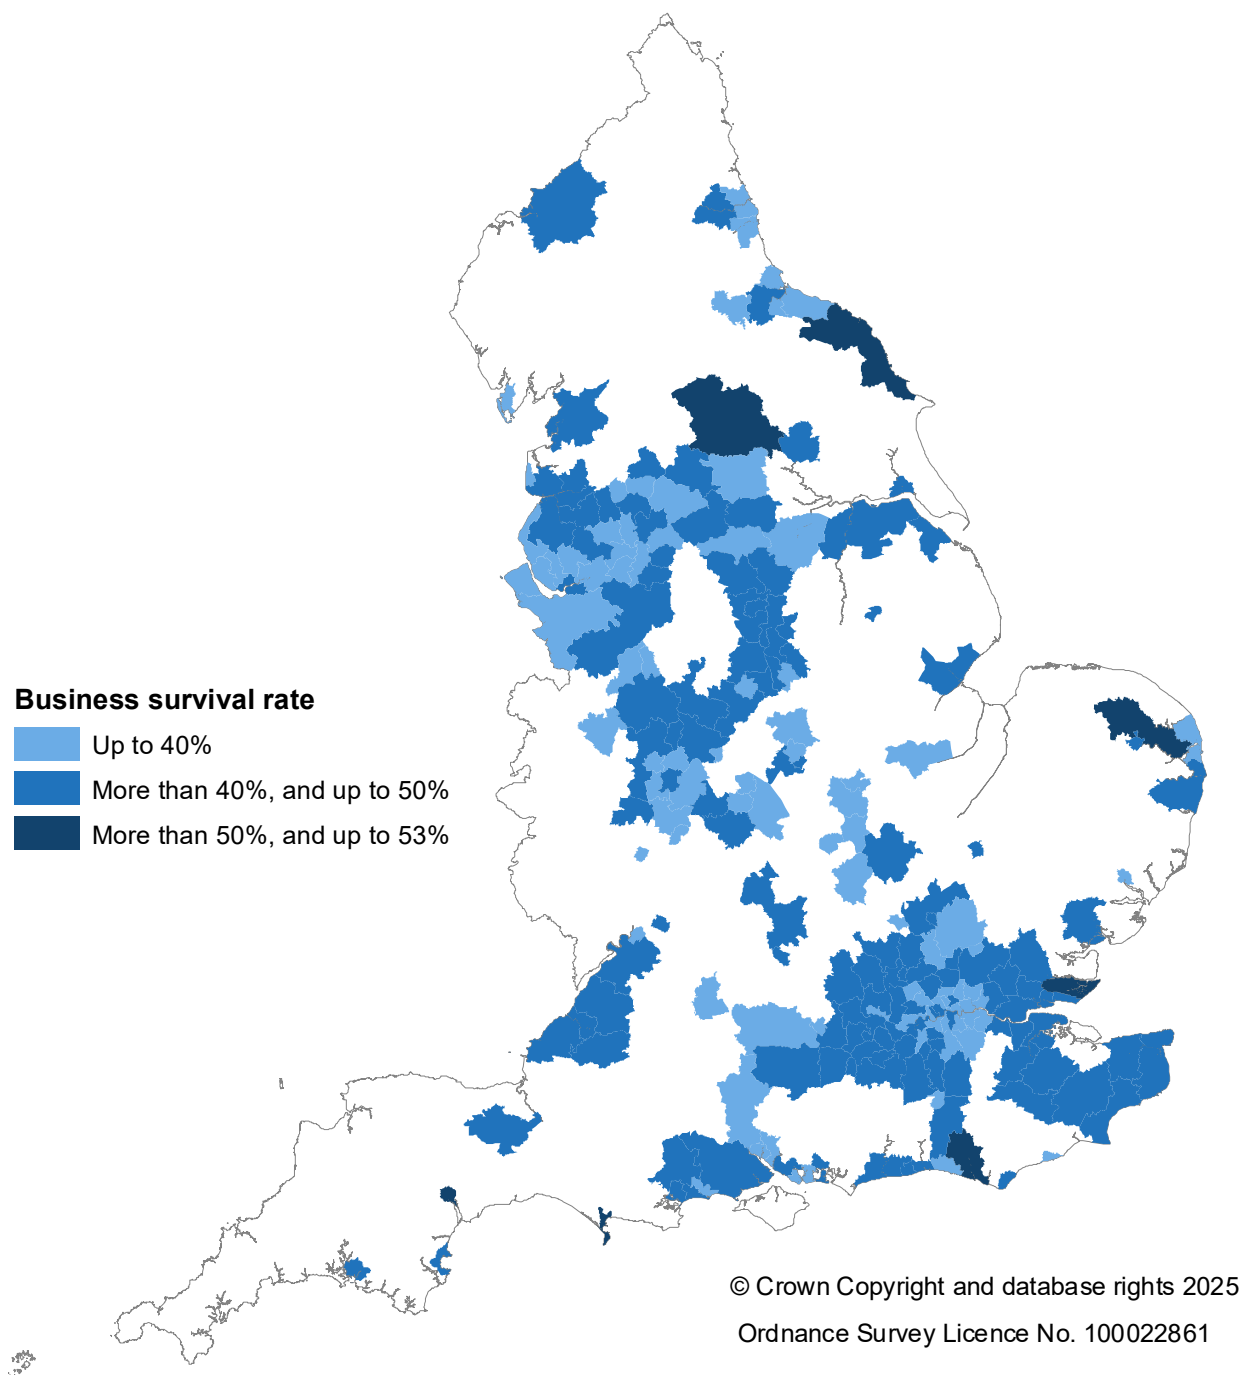 Business survival rate
Up to 40%
More than 40%, and up to 50%
More than 50%, and up to 53%
© Crown Copyright and database rights 2025
Ordnance Survey Licence No. 100022861